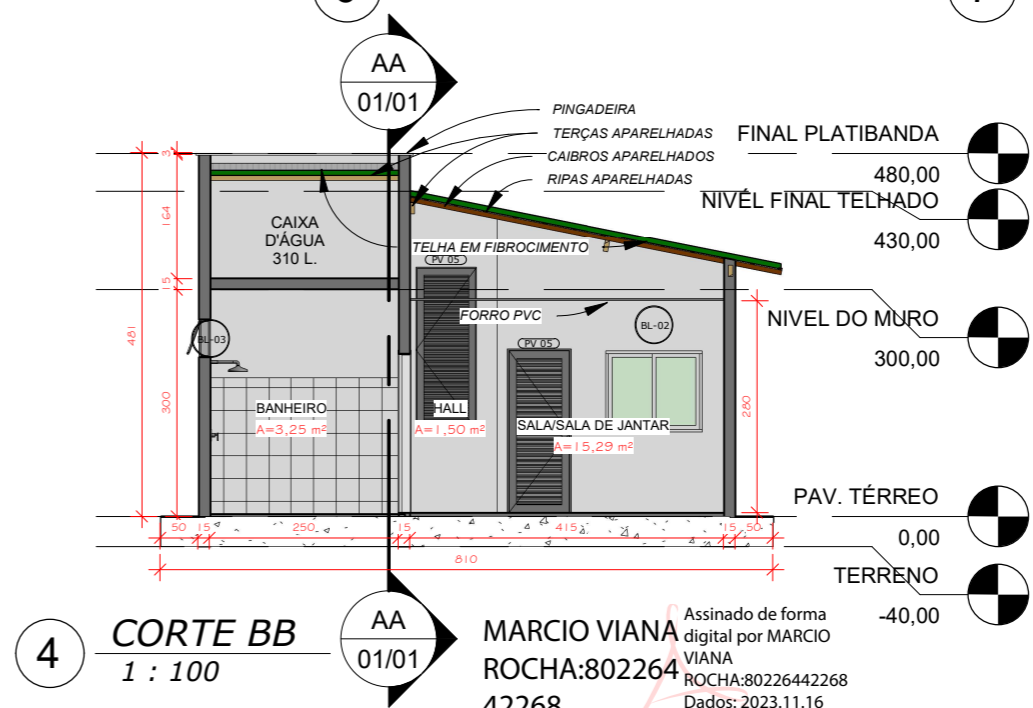 AA
01/01
PINGADEIRA
TERÇAS APARELHADAS
CAIBROS APARELHADOS
RIPAS APARELHADAS
FINAL PLATIBANDA
480,00
NIVÉL FINAL TELHADO
430,00
NIVEL DO MURO
300,00
PAV. TÉRREO
0,00
TERRENO
-40,00
3
164
15
481
300
CAIXA
D'ÁGUA
310 L.
TELHA EM FIBROCIMENTO
PV 05
FORRO PVC
BL-03
BL-02
PV 05
BANHEIRO
A=3,25 m²
HALL
A=1,50 m²
SALA/SALA DE JANTAR
A=15,29 m²
280
50 15 250 15 415 15 50
810
4 CORTE BB
1 : 100
AA
01/01
MARCIO VIANA
ROCHA:802264
42268
Assinado de forma
digital por MARCIO
VIANA
ROCHA:80226442268
Dados: 2023.11.16